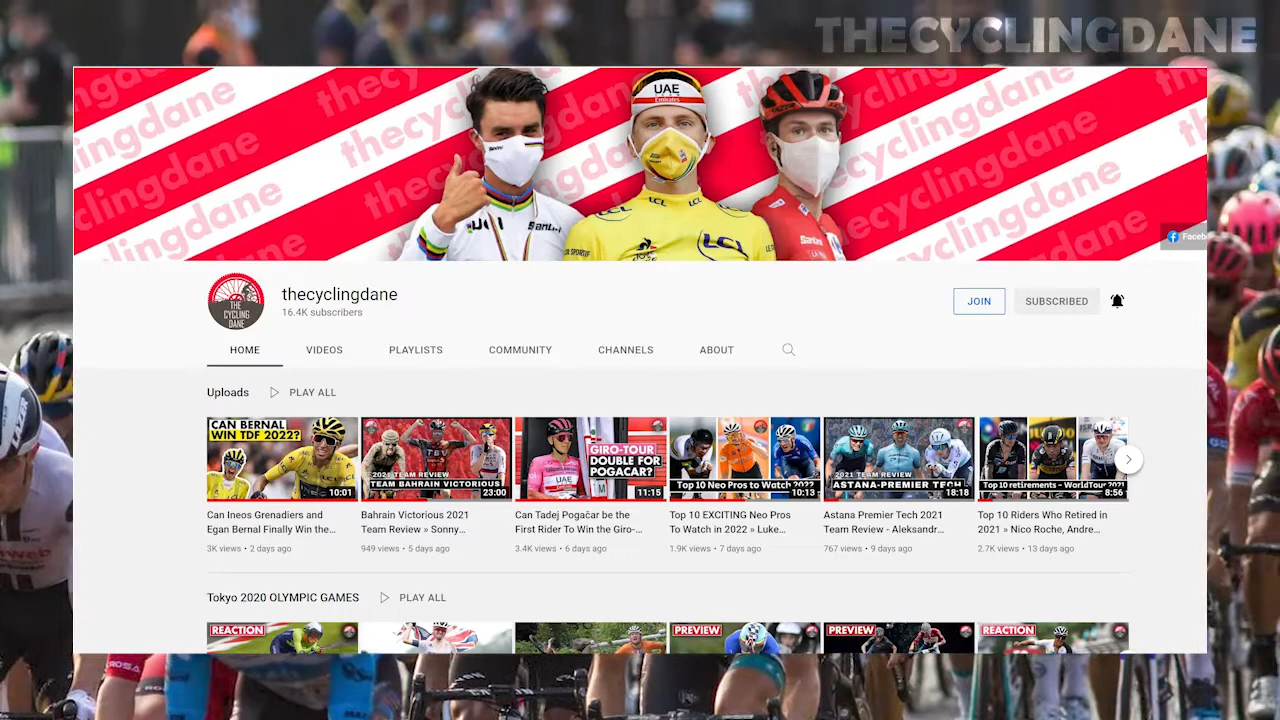 THECYCLINGDANE
thecyclingdane
UAE
Emirates
LCL
LCL
LCL
Santini
Facebo
THE
CYCLING
DANE
thecyclingdane
16.4K subscribers
JOIN
SUBSCRIBED
HOME
VIDEOS
PLAYLISTS
COMMUNITY
CHANNELS
ABOUT
Uploads
PLAY ALL
CAN BERNAL
WIN TDF 2022?
10:01
2021 TEAM REVIEW
TEAM BAHRAIN VICTORIOUS
23:00
GIRO-TOUR
DOUBLE FOR
POGACAR?
UAE
11:15
Top 10 Neo Pros to Watch 2022
10:13
2021 TEAM REVIEW
ASTANA-PREMIER TECH
18:18
Top 10 retirements - WorldTour 2021
8:56
Can Ineos Grenadiers and
Egan Bernal Finally Win the...
3K views • 2 days ago
Bahrain Victorious 2021
Team Review » Sonny...
949 views • 5 days ago
Can Tadej Pogačar be the
First Rider To Win the Giro-...
3.4K views • 6 days ago
Top 10 EXCITING Neo Pros
To Watch in 2022 » Luke...
1.9K views • 7 days ago
Astana Premier Tech 2021
Team Review - Aleksandr...
767 views • 9 days ago
Top 10 Riders Who Retired in
2021 » Nico Roche, Andre...
2.7K views • 13 days ago
Tokyo 2020 OLYMPIC GAMES
PLAY ALL
REACTION
PREVIEW
PREVIEW
REACTION